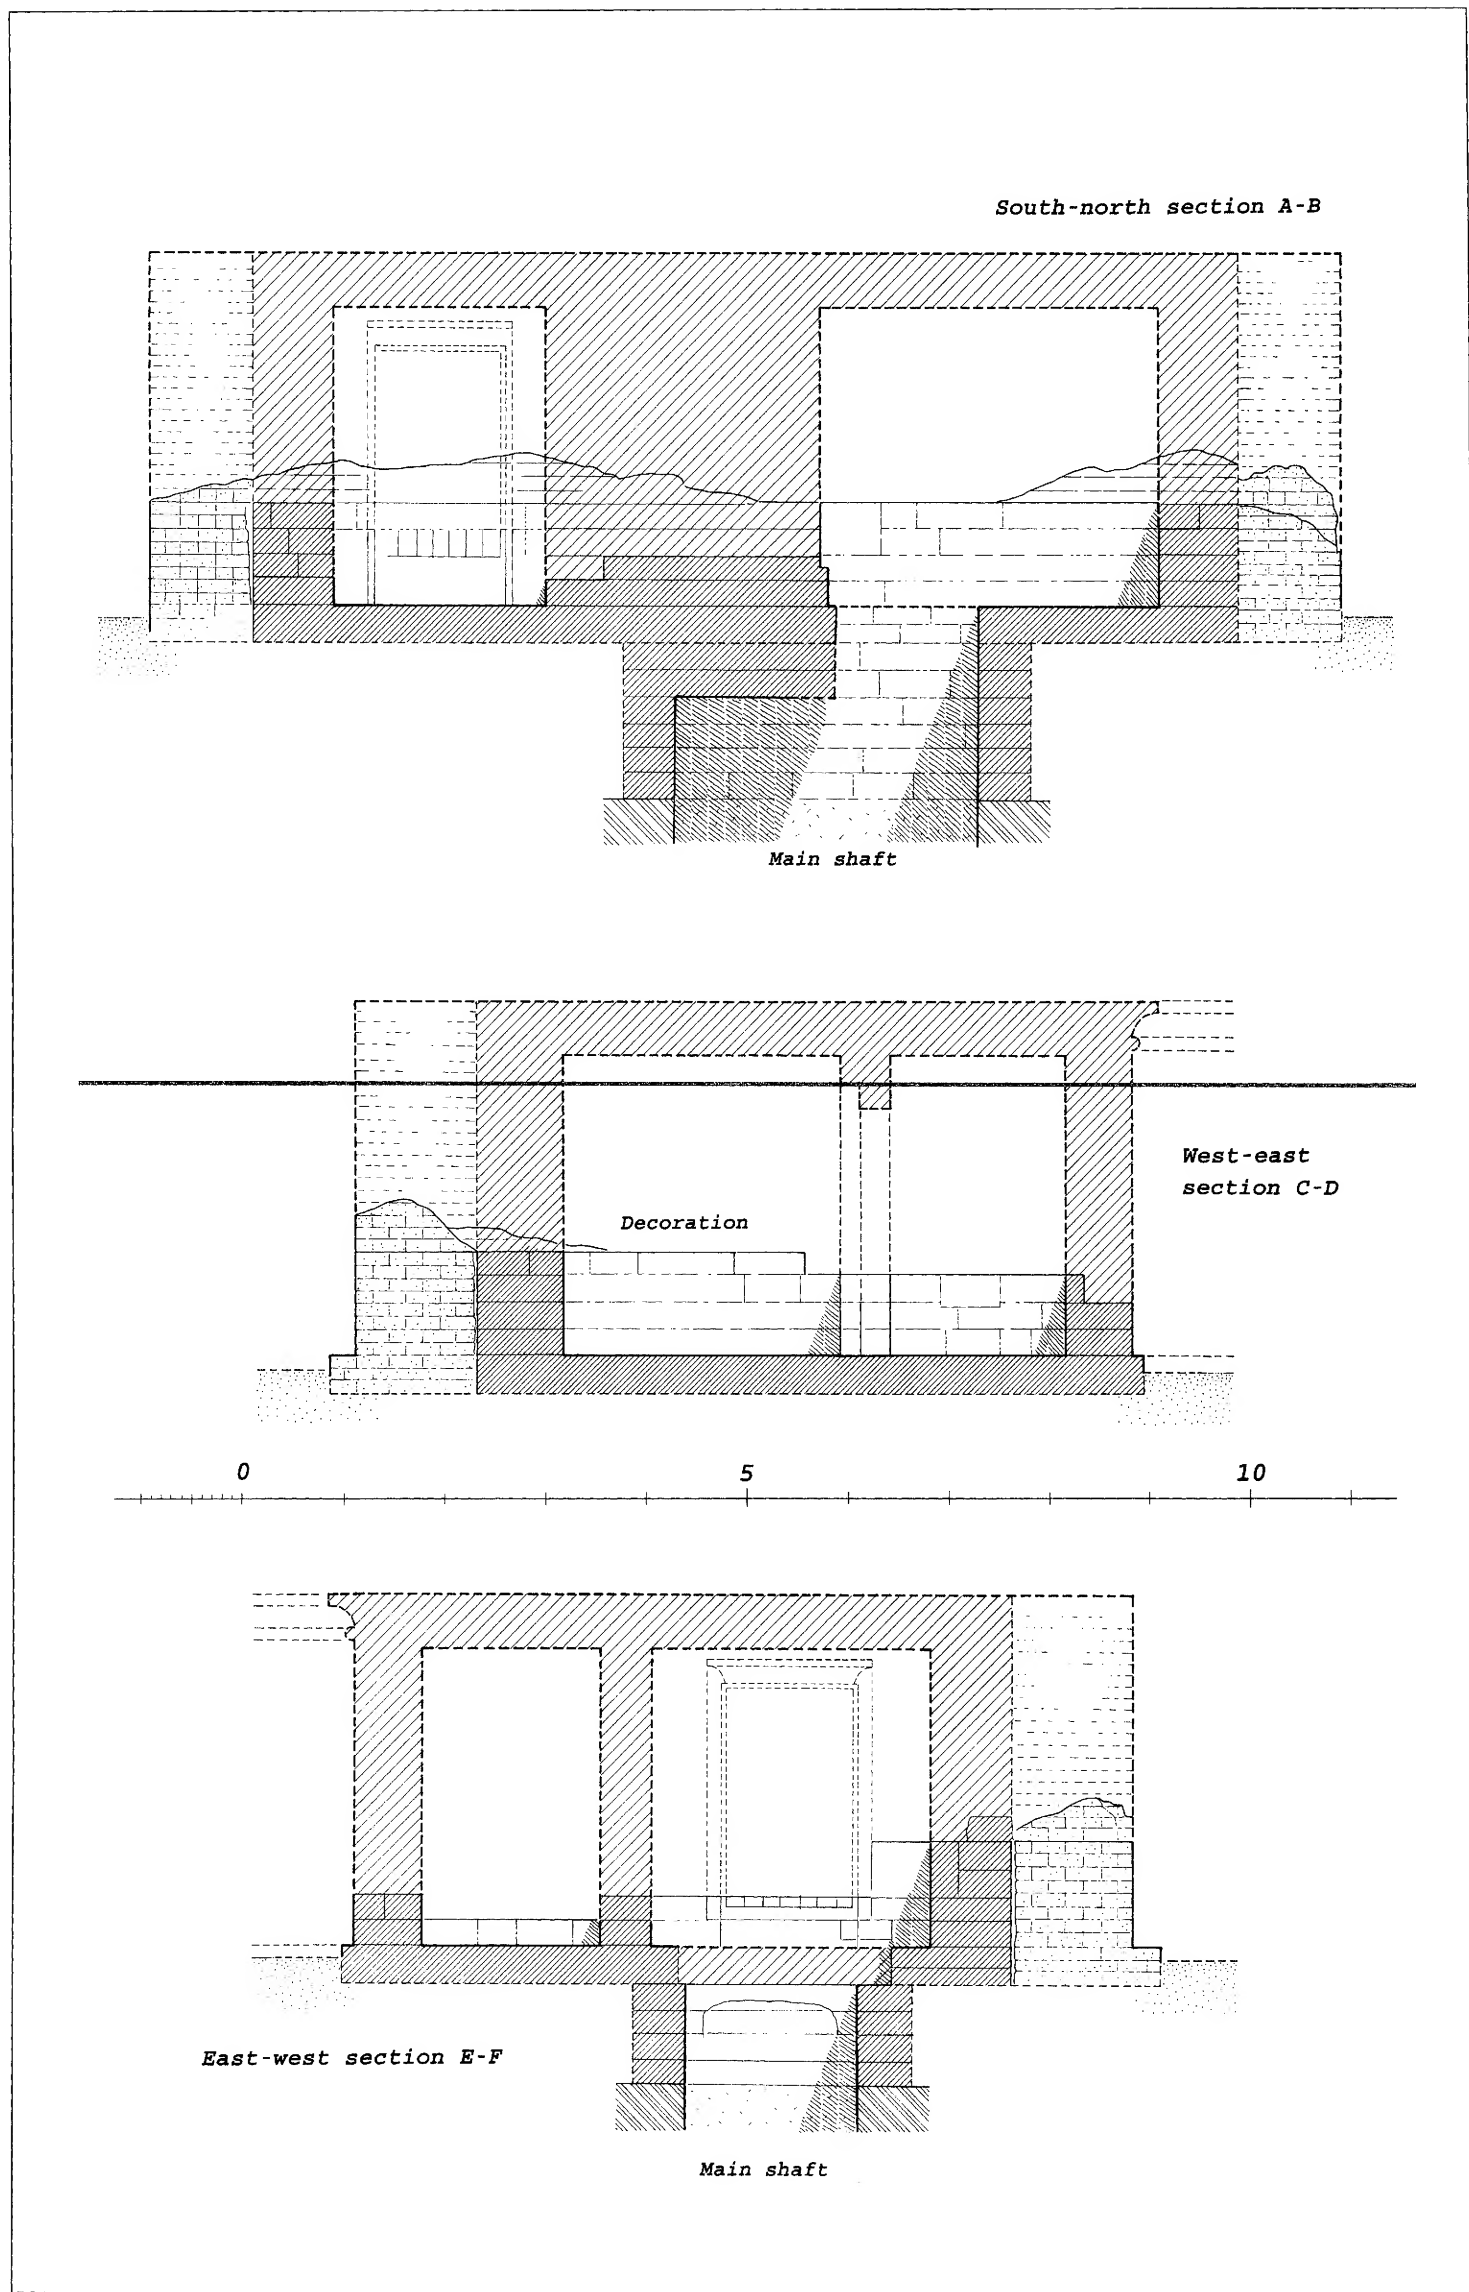 South-north section A-B
Main shaft
West-east
section C-D
Decoration
0 5 10
East-west section E-F
Main shaft